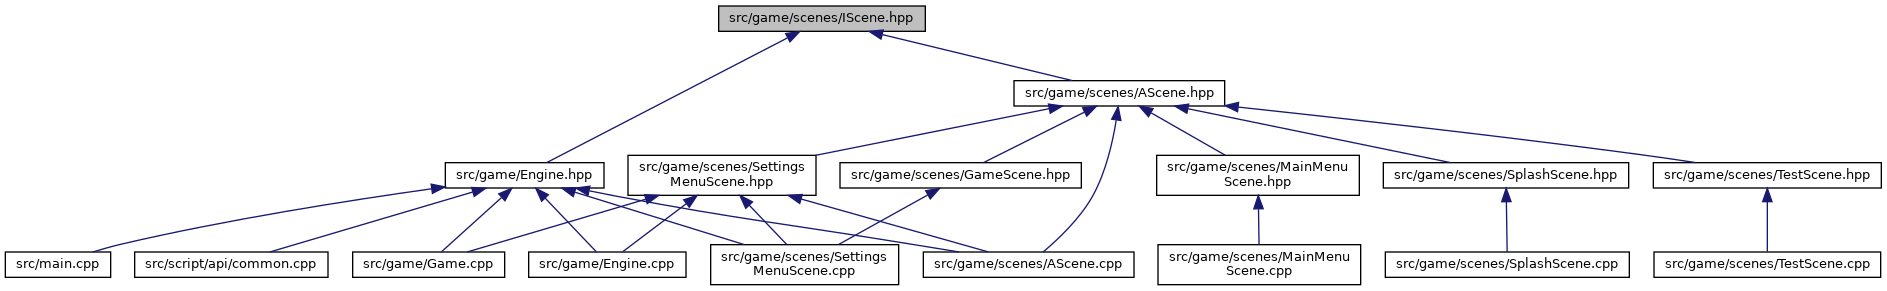 src/game/scenes/IScene.hpp
src/game/scenes/AScene.hpp
src/game/Engine.hpp
src/game/scenes/Settings
MenuScene.hpp
src/game/scenes/GameScene.hpp
src/game/scenes/MainMenu
Scene.hpp
src/game/scenes/SplashScene.hpp
src/game/scenes/TestScene.hpp
src/main.cpp
src/script/api/common.cpp
src/game/Game.cpp
src/game/Engine.cpp
src/game/scenes/Settings
MenuScene.cpp
src/game/scenes/AScene.cpp
src/game/scenes/MainMenu
Scene.cpp
src/game/scenes/SplashScene.cpp
src/game/scenes/TestScene.cpp